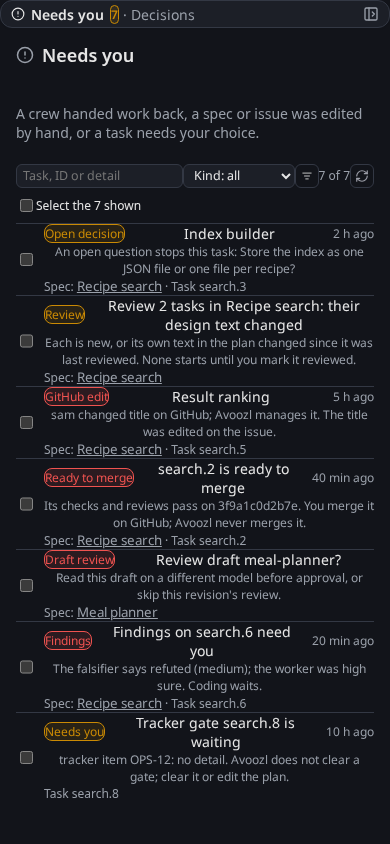 Needs you 7 · Decisions
Needs you
A crew handed work back, a spec or issue was edited
by hand, or a task needs your choice.
Task, ID or detail Kind: all 7 of 7
Select the 7 shown
Open decision Index builder 2 h ago
An open question stops this task: Store the index as one
JSON file or one file per recipe?
Spec: Recipe search · Task search.3
Review Review 2 tasks in Recipe search: their
design text changed
Each is new, or its own text in the plan changed since it was
last reviewed. None starts until you mark it reviewed.
Spec: Recipe search
GitHub edit Result ranking 5 h ago
sam changed title on GitHub; Avoozl manages it. The title
was edited on the issue.
Spec: Recipe search · Task search.5
Ready to merge search.2 is ready to
merge 40 min ago
Its checks and reviews pass on 3f9a1c0d2b7e. You merge it
on GitHub; Avoozl never merges it.
Spec: Recipe search · Task search.2
Draft review Review draft meal-planner?
Read this draft on a different model before approval, or
skip this revision's review.
Spec: Meal planner
Findings Findings on search.6 need
you 20 min ago
The falsifier says refuted (medium); the worker was high
sure. Coding waits.
Spec: Recipe search · Task search.6
Needs you Tracker gate search.8 is
waiting 10 h ago
tracker item OPS-12: no detail. Avoozl does not clear a
gate; clear it or edit the plan.
Task search.8